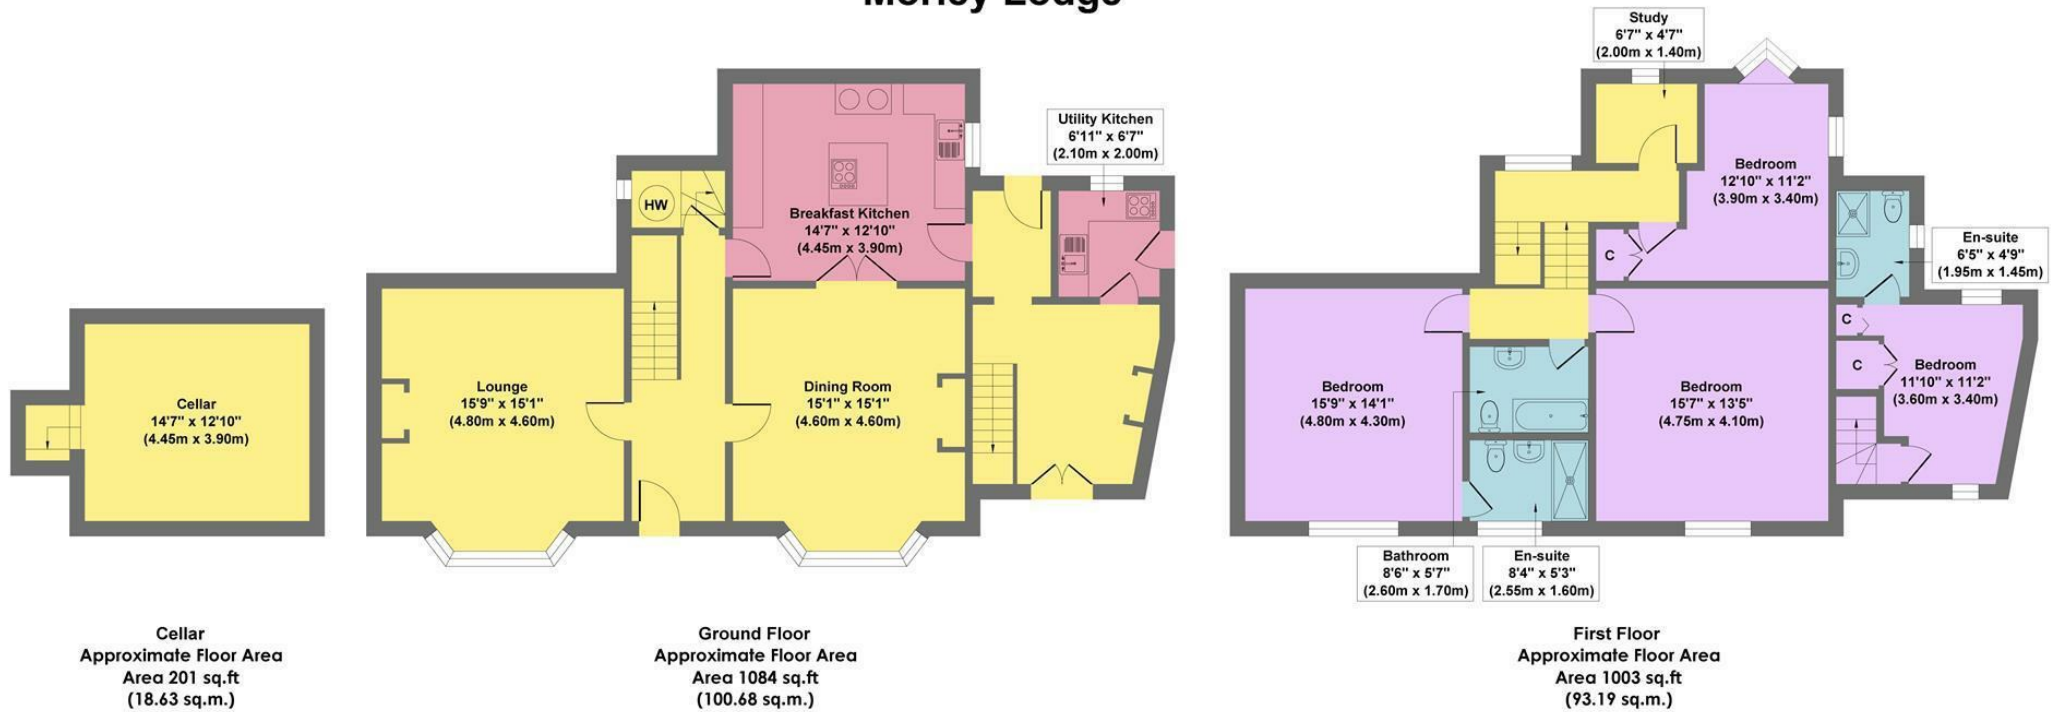 Morley Lodge
Cellar
14'7" x 12'10"
(4.45m x 3.90m)
Cellar
Approximate Floor Area
Area 201 sq.ft
(18.63 sq.m.)
HW
Breakfast Kitchen
14'7" x 12'10"
(4.45m x 3.90m)
Utility Kitchen
6'11" x 6'7"
(2.10m x 2.00m)
Lounge
15'9" x 15'1"
(4.80m x 4.60m)
Dining Room
15'1" x 15'1"
(4.60m x 4.60m)
Ground Floor
Approximate Floor Area
Area 1084 sq.ft
(100.68 sq.m.)
Study
6'7" x 4'7"
(2.00m x 1.40m)
Bedroom
12'10" x 11'2"
(3.90m x 3.40m)
C
En-suite
6'5" x 4'9"
(1.95m x 1.45m)
C
C
Bedroom
11'10" x 11'2"
(3.60m x 3.40m)
Bedroom
15'9" x 14'1"
(4.80m x 4.30m)
Bedroom
15'7" x 13'5"
(4.75m x 4.10m)
Bathroom
8'6" x 5'7"
(2.60m x 1.70m)
En-suite
8'4" x 5'3"
(2.55m x 1.60m)
First Floor
Approximate Floor Area
Area 1003 sq.ft
(93.19 sq.m.)